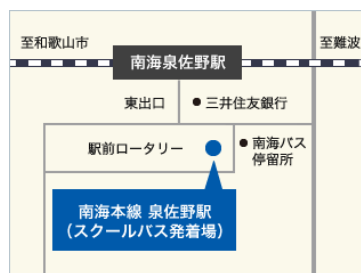 至和歌山市
至難波
南海泉佐野駅
東出口
● 三井住友銀行
駅前ロータリー
● 南海バス
停留所
南海本線 泉佐野駅
（スクールバス発着場）